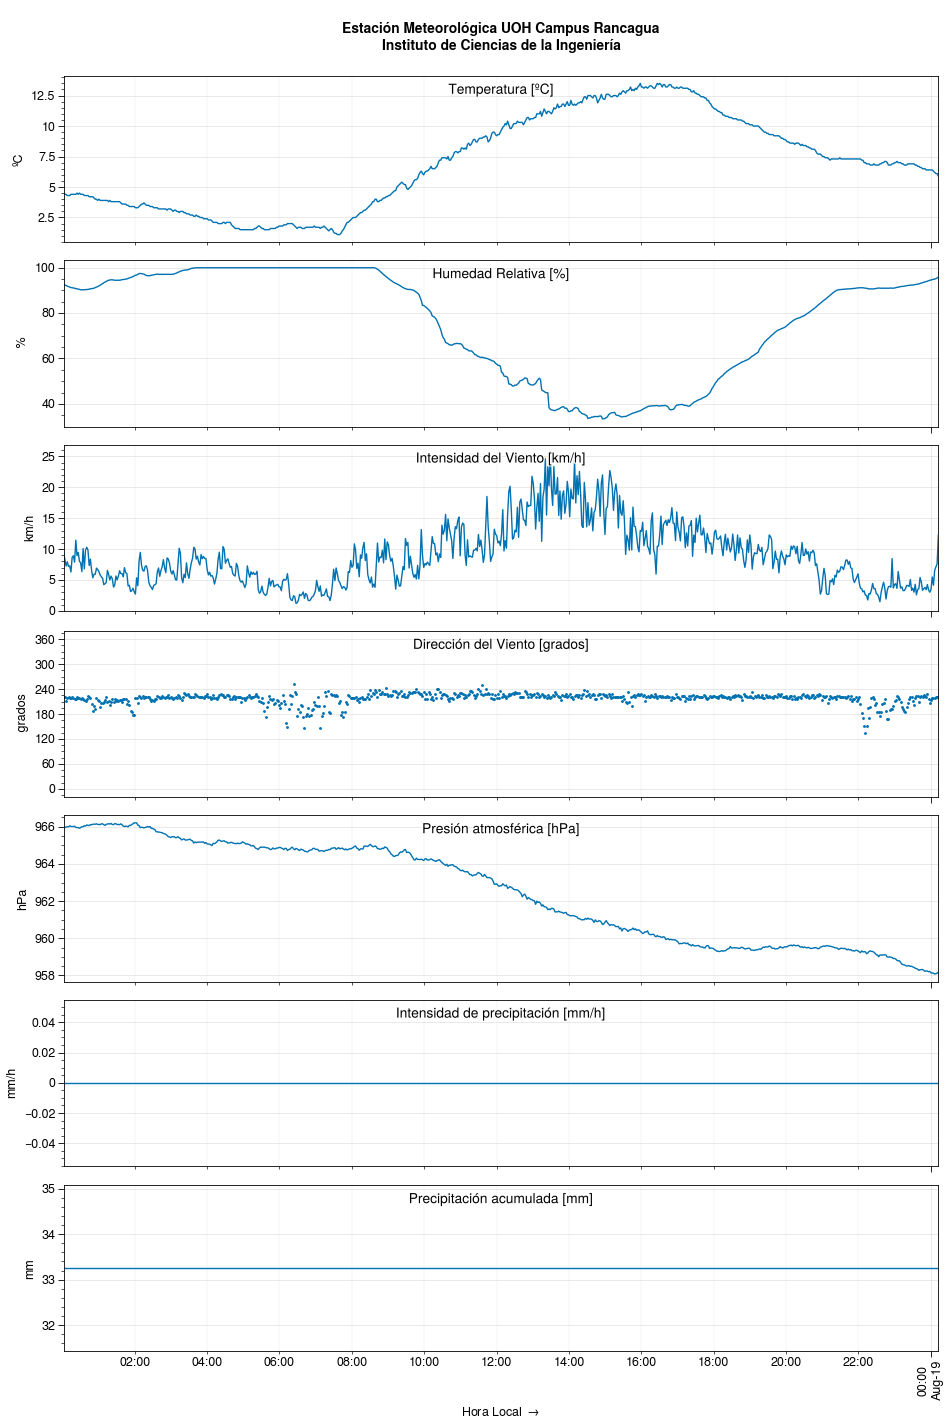 Estación Meteorológica UOH Campus Rancagua
Instituto de Ciencias de la Ingeniería
Temperatura [ºC]
ºC
12.5
10
7.5
5
2.5
Humedad Relativa [%]
%
100
80
60
40
Intensidad del Viento [km/h]
km/h
25
20
15
10
5
0
Dirección del Viento [grados]
grados
360
300
240
180
120
60
0
Presión atmosférica [hPa]
hPa
966
964
962
960
958
Intensidad de precipitación [mm/h]
mm/h
0.04
0.02
0
−0.02
−0.04
Precipitación acumulada [mm]
mm
35
34
33
32
02:00 04:00 06:00 08:00 10:00 12:00 14:00 16:00 18:00 20:00 22:00 00:00
Aug-19
Hora Local →